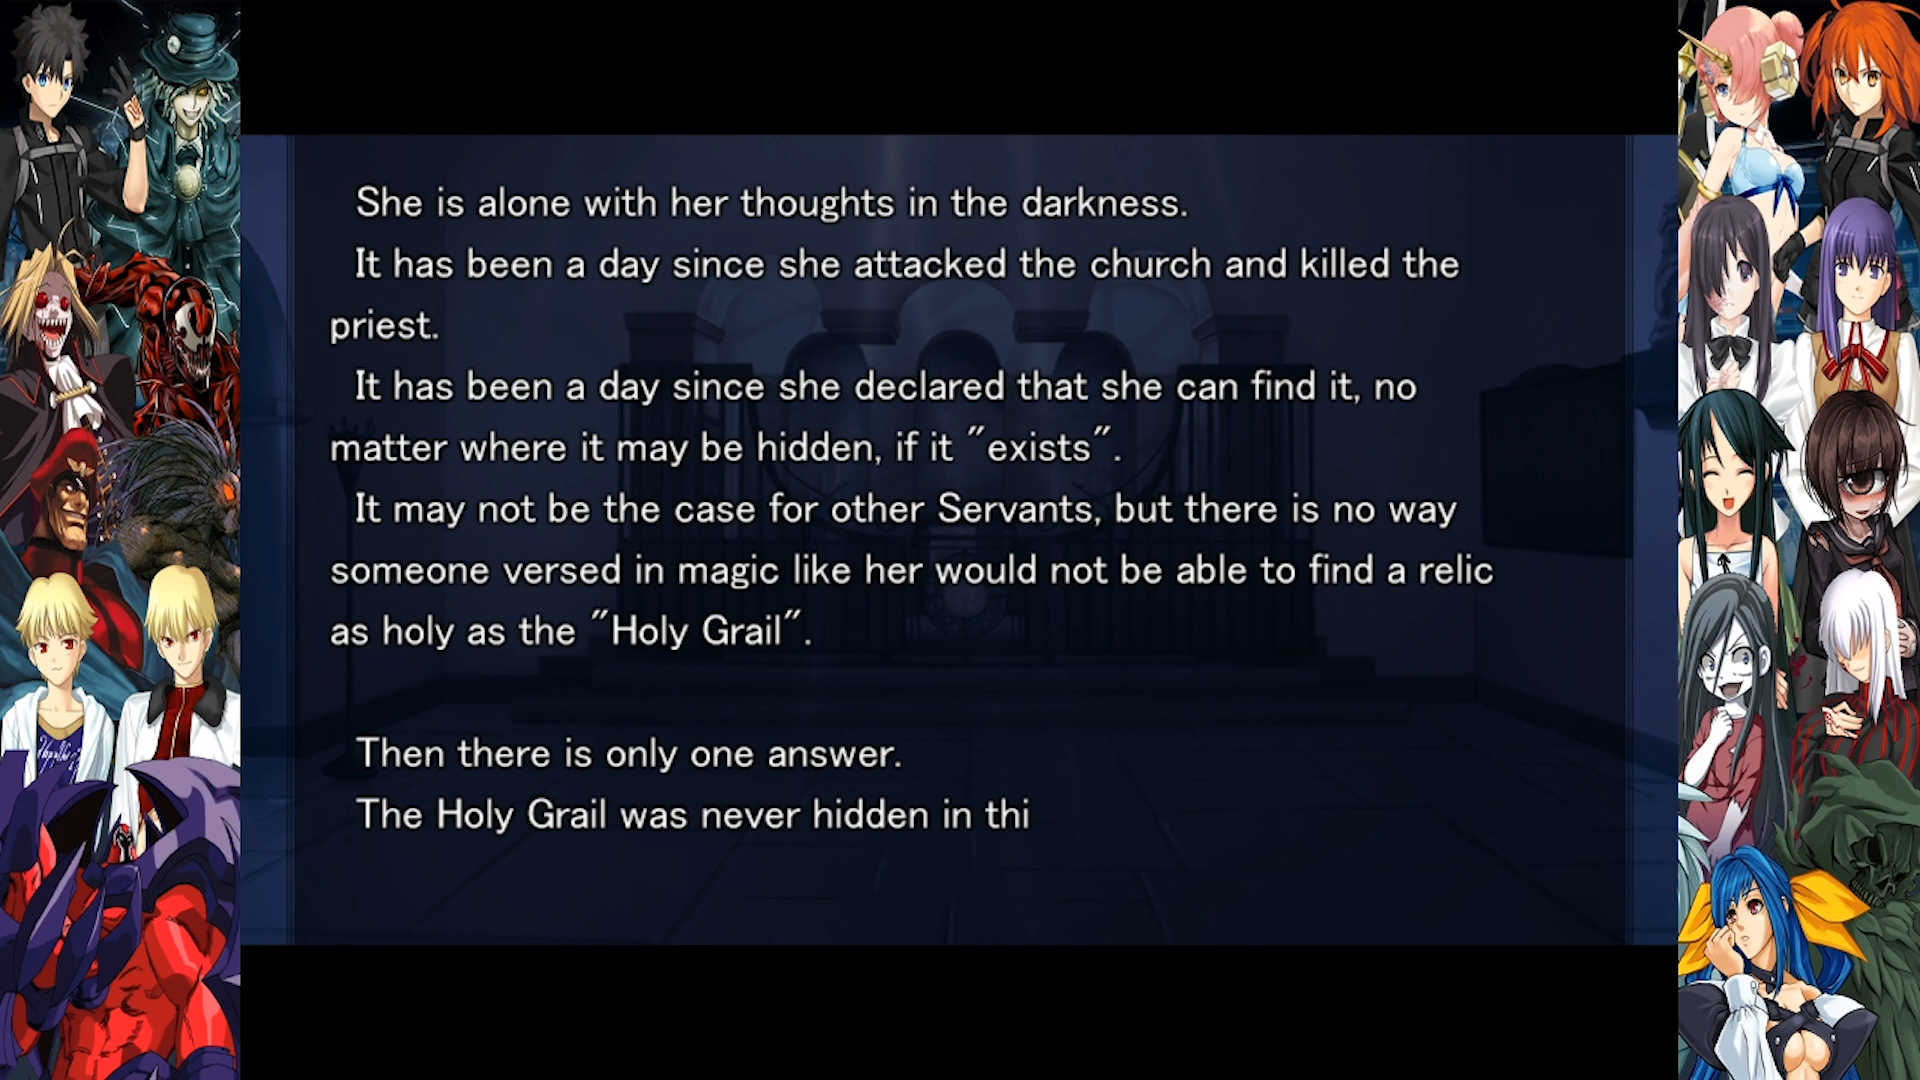 She is alone with her thoughts in the darkness.
It has been a day since she attacked the church and killed the
priest.
It has been a day since she declared that she can find it, no
matter where it may be hidden, if it "exists".
It may not be the case for other Servants, but there is no way
someone versed in magic like her would not be able to find a relic
as holy as the "Holy Grail".
Then there is only one answer.
The Holy Grail was never hidden in thi